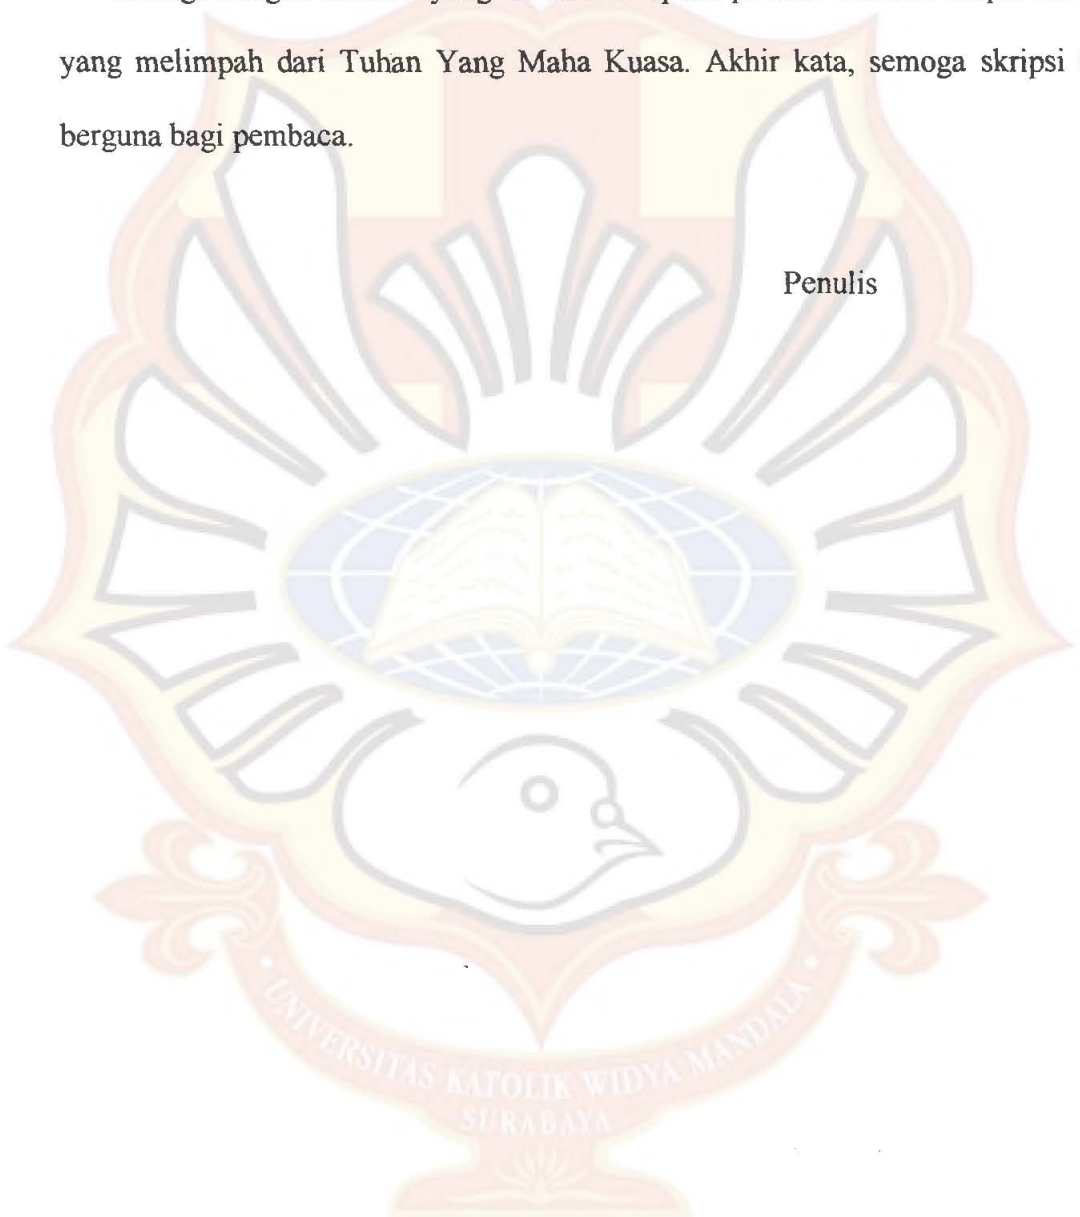 yang melimpah dari Tuhan Yang Maha Kuasa. Akhir kata, semoga skripsi
berguna bagi pembaca.
Penulis
UNIVERSITAS KATOLIK WIDYA MANDALA
SURABAYA